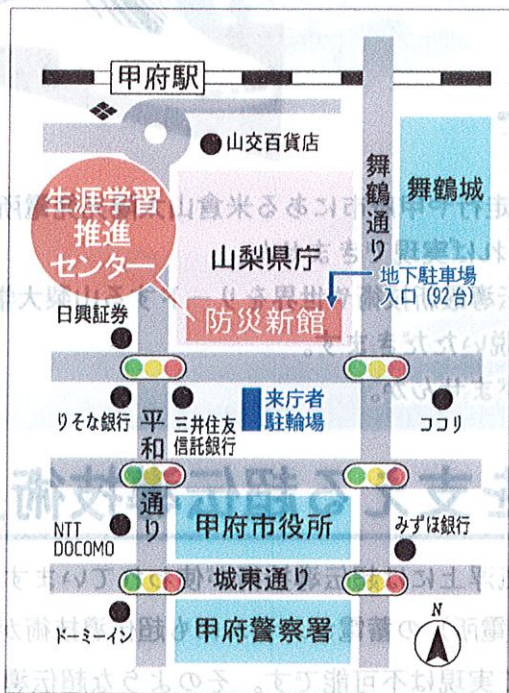 甲府駅
山交百貨店
舞鶴通り
舞鶴城
生涯学習
推進
センター
山梨県庁
地下駐車場
入口（92台）
防災新館
日興証券
りそな銀行
平和通り
三井住友
信託銀行
来庁者
駐輪場
ココリ
NTT
DOCOMO
甲府市役所
みずほ銀行
城東通り
ドーミーイン
甲府警察署
N